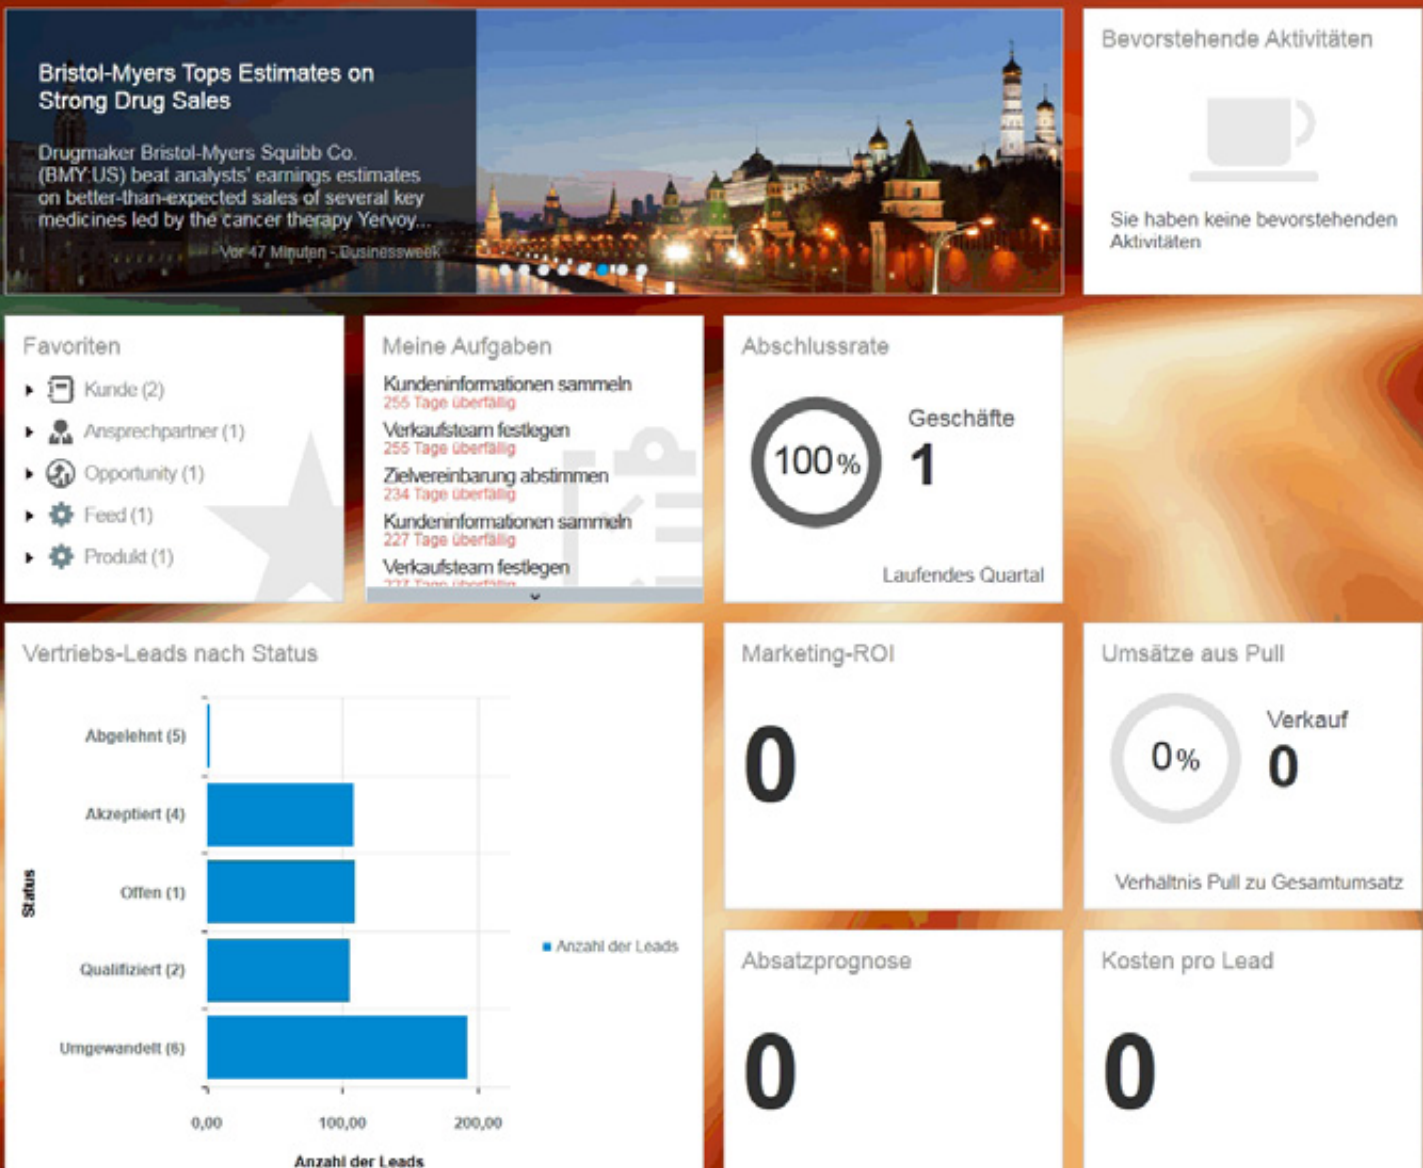 Bristol-Myers Tops Estimates on
Strong Drug Sales
Drugmaker Bristol-Myers Squibb Co.
(BMY:US) beat analysts' earnings estimates
on better-than-expected sales of several key
medicines led by the cancer therapy Yervoy...
Vor 47 Minuten - Businessweek
Bevorstehende Aktivitäten
Sie haben keine bevorstehenden
Aktivitäten
Favoriten
Kunde (2)
Ansprechpartner (1)
Opportunity (1)
Feed (1)
Produkt (1)
Meine Aufgaben
Kundeninformationen sammeln
255 Tage überfällig
Verkaufsteam festlegen
255 Tage überfällig
Zielvereinbarung abstimmen
234 Tage überfällig
Kundeninformationen sammeln
227 Tage überfällig
Verkaufsteam festlegen
227 Tage überfällig
Abschlussrate
100%
Geschäfte
1
Laufendes Quartal
Vertriebs-Leads nach Status
Status
Abgelehnt (5)
Akzeptiert (4)
Offen (1)
Qualifiziert (2)
Umgewandelt (6)
0,00 100,00 200,00
Anzahl der Leads
Anzahl der Leads
Marketing-ROI
0
Umsätze aus Pull
0%
Verkauf
0
Verhältnis Pull zu Gesamtumsatz
Absatzprognose
0
Kosten pro Lead
0